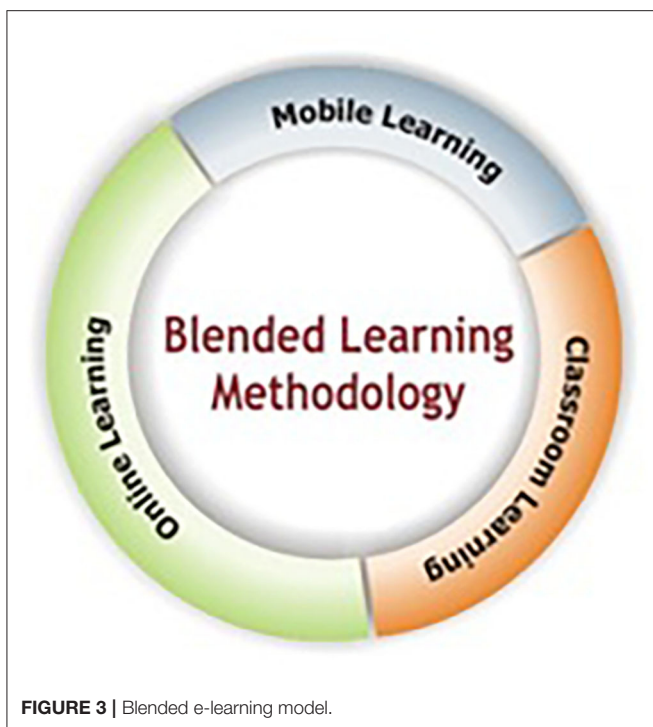 Mobile Learning
Blended Learning
Methodology
Online Learning
Classroom Learning
FIGURE 3 | Blended e-learning model.